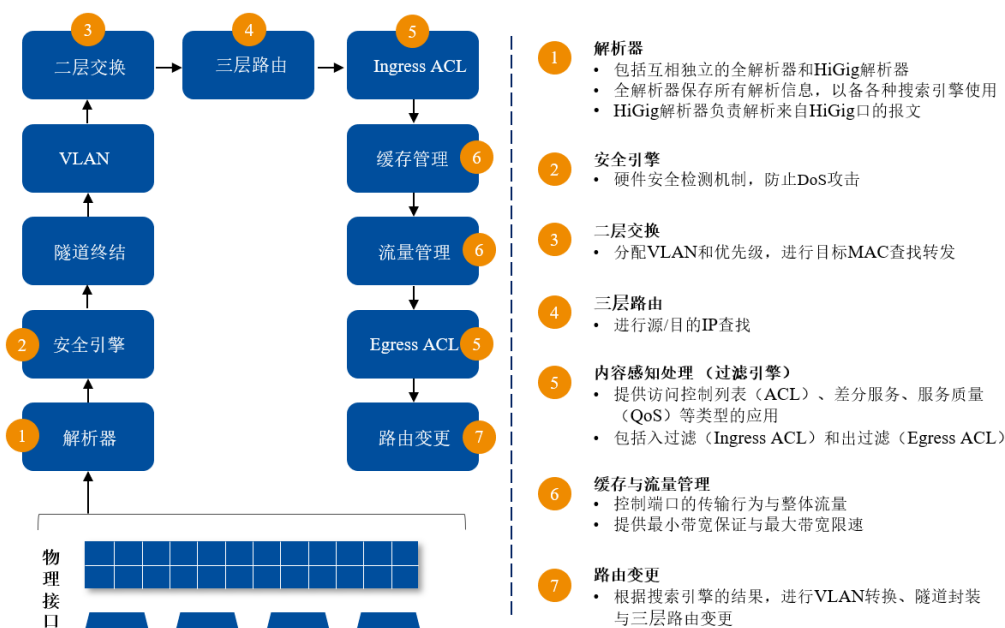 3
4
5
二层交换
三层路由
Ingress ACL
VLAN
缓存管理
6
隧道终结
流量管理
6
2
安全引擎
Egress ACL
5
1
解析器
路由变更
7
物
理
接
口
1
解析器
• 包括互相独立的全解析器和HiGig解析器
• 全解析器保存所有解析信息，以备各种搜索引擎使用
• HiGig解析器负责解析来自HiGig口的报文
2
安全引擎
• 硬件安全检测机制，防止DoS攻击
3
二层交换
• 分配VLAN和优先级，进行目标MAC查找转发
4
三层路由
• 进行源/目的IP查找
5
内容感知处理 （过滤引擎）
• 提供访问控制列表（ACL）、差分服务、服务质量
（QoS）等类型的应用
• 包括入过滤（Ingress ACL）和出过滤（Egress ACL）
6
缓存与流量管理
• 控制端口的传输行为与整体流量
• 提供最小带宽保证与最大带宽限速
7
路由变更
• 根据搜索引擎的结果，进行VLAN转换、隧道封装
与三层路由变更